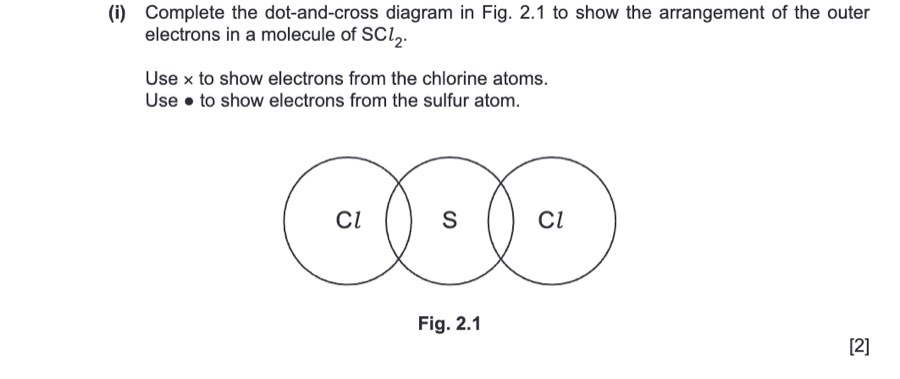 (i) Complete the dot-and-cross diagram in Fig. 2.1 to show the arrangement of the outer
electrons in a molecule of SCl₂.
Use × to show electrons from the chlorine atoms.
Use ● to show electrons from the sulfur atom.
Cl S Cl
Fig. 2.1
[2]